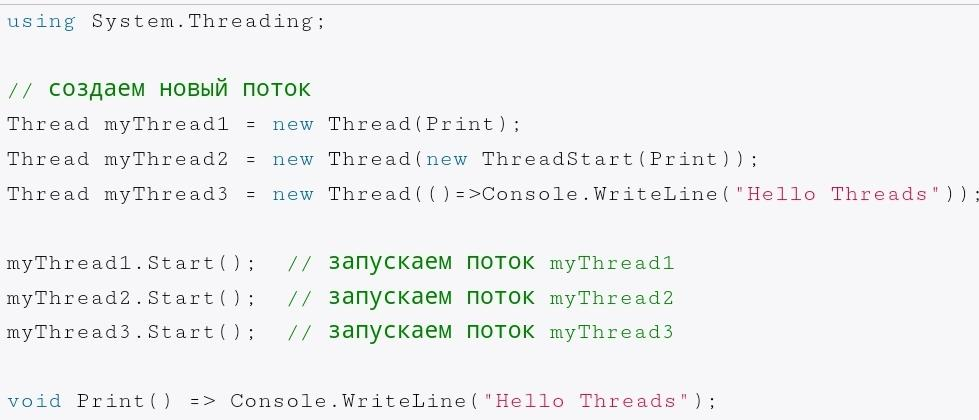 using System.Threading;
// создаем новый поток
Thread myThread1 = new Thread(Print);
Thread myThread2 = new Thread(new ThreadStart(Print));
Thread myThread3 = new Thread(()=>Console.WriteLine("Hello Threads"));
myThread1.Start();  // запускаем поток myThread1
myThread2.Start();  // запускаем поток myThread2
myThread3.Start();  // запускаем поток myThread3
void Print() => Console.WriteLine("Hello Threads");